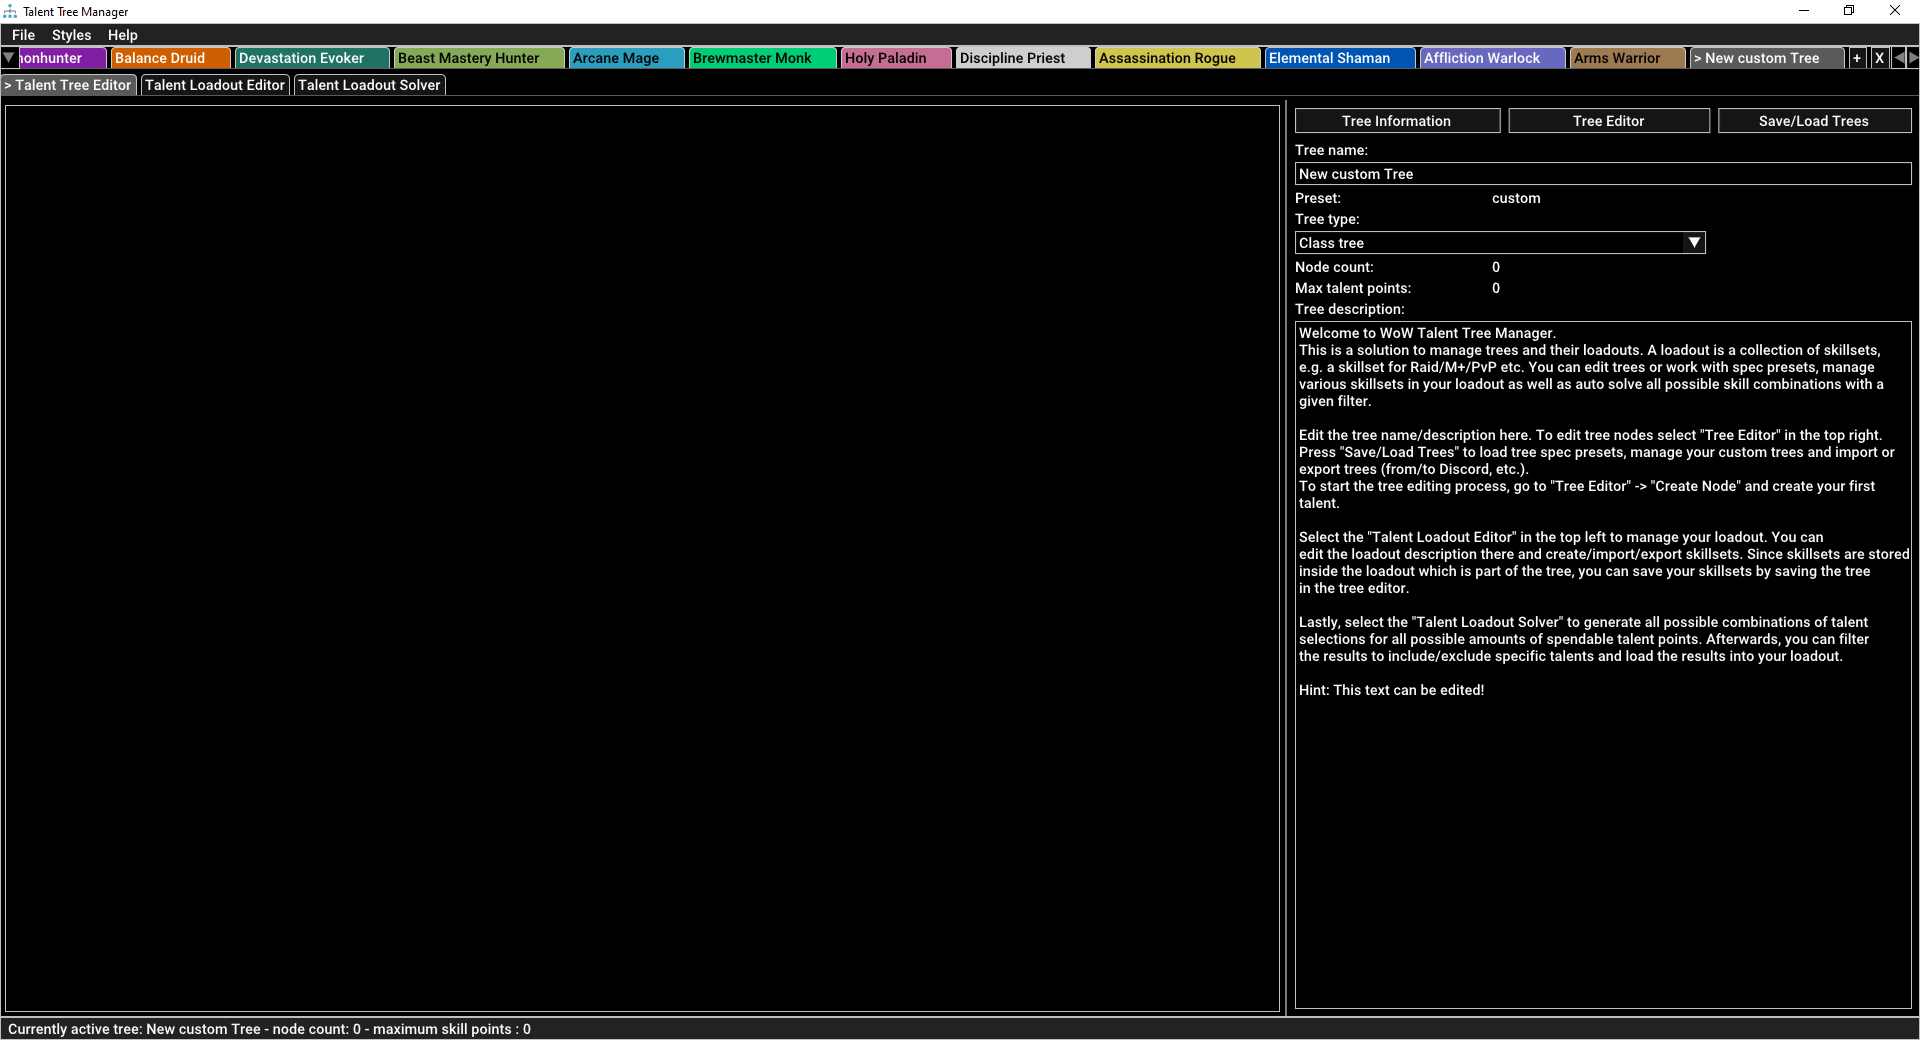 Talent Tree Manager
File Styles Help
Balance Druid Devastation Evoker Beast Mastery Hunter Arcane Mage Brewmaster Monk Holy Paladin Discipline Priest Assassination Rogue Elemental Shaman Affliction Warlock Arms Warrior > New custom Tree + X
> Talent Tree Editor Talent Loadout Editor Talent Loadout Solver
Tree Information Tree Editor Save/Load Trees
Tree name:
New custom Tree
Preset: custom
Tree type:
Class tree
Node count: 0
Max talent points: 0
Tree description:
Welcome to WoW Talent Tree Manager.
This is a solution to manage trees and their loadouts. A loadout is a collection of skillsets,
e.g. a skillset for Raid/M+/PvP etc. You can edit trees or work with spec presets, manage
various skillsets in your loadout as well as auto solve all possible skill combinations with a
given filter.
Edit the tree name/description here. To edit tree nodes select "Tree Editor" in the top right.
Press "Save/Load Trees" to load tree spec presets, manage your custom trees and import or
export trees (from/to Discord, etc.).
To start the tree editing process, go to "Tree Editor" -> "Create Node" and create your first
talent.
Select the "Talent Loadout Editor" in the top left to manage your loadout. You can
edit the loadout description there and create/import/export skillsets. Since skillsets are stored
inside the loadout which is part of the tree, you can save your skillsets by saving the tree
in the tree editor.
Lastly, select the "Talent Loadout Solver" to generate all possible combinations of talent
selections for all possible amounts of spendable talent points. Afterwards, you can filter
the results to include/exclude specific talents and load the results into your loadout.
Hint: This text can be edited!
Currently active tree: New custom Tree - node count: 0 - maximum skill points : 0